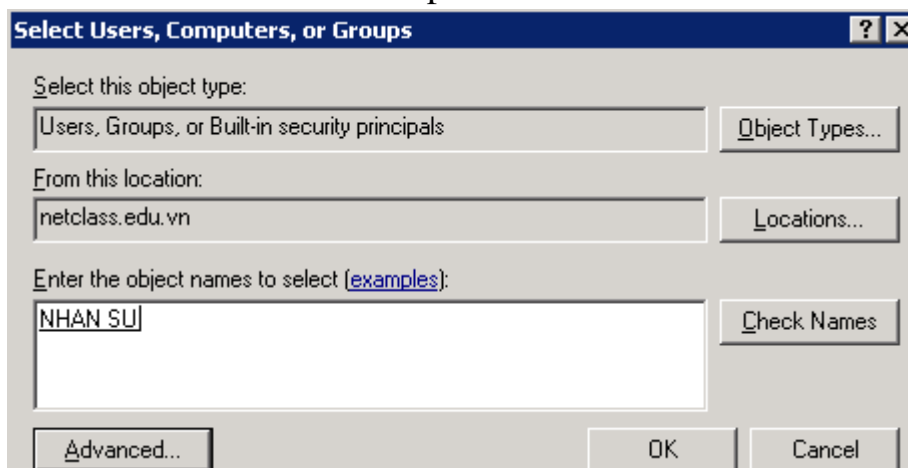 Select Users, Computers, or Groups
Select this object type:
Users, Groups, or Built-in security principals
Object Types...
From this location:
netclass.edu.vn
Locations...
Enter the object names to select (examples):
NHAN SU
Check Names
Advanced...
OK
Cancel